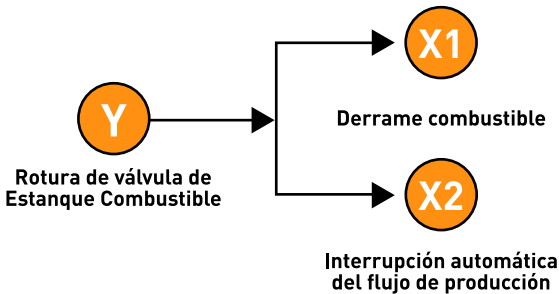 X1
Derrame combustible
Y
Rotura de válvula de
Estanque Combustible
X2
Interrupción automática
del flujo de producción